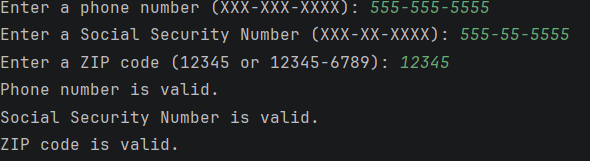 Enter a phone number (XXX-XXX-XXXX): 555-555-5555
Enter a Social Security Number (XXX-XX-XXXX): 555-55-5555
Enter a ZIP code (12345 or 12345-6789): 12345
Phone number is valid.
Social Security Number is valid.
ZIP code is valid.